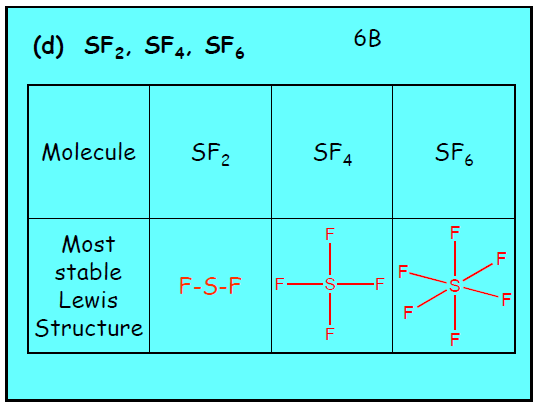 (d) SF₂, SF₄, SF₆
6B
Molecule
SF₂
SF₄
SF₆
Most
stable
Lewis
Structure
F-S-F
F
F S F
F
F
F
F
S
F
F
F